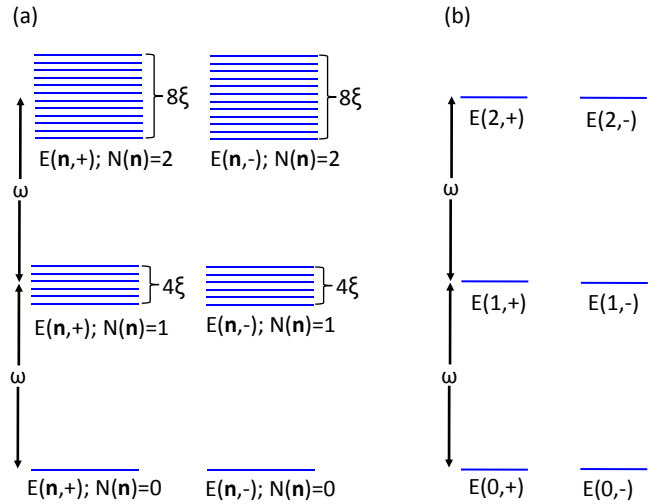 (a)
(b)
8ξ
8ξ
E(n,+); N(n)=2
E(n,-); N(n)=2
E(2,+)
E(2,-)
ω
ω
4ξ
4ξ
E(n,+); N(n)=1
E(n,-); N(n)=1
E(1,+)
E(1,-)
ω
ω
E(n,+); N(n)=0
E(n,-); N(n)=0
E(0,+)
E(0,-)